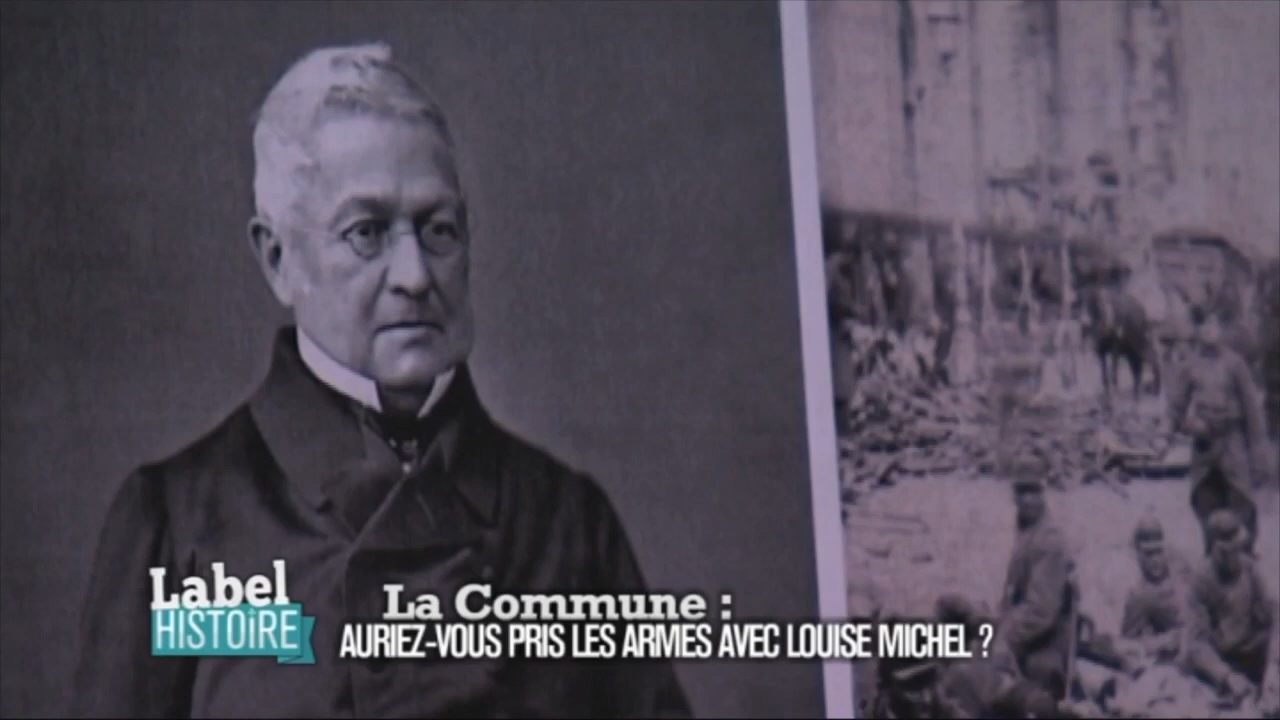 Label
HISTOiRE
La Commune :
AURIEZ-VOUS PRIS LES ARMES AVEC LOUISE MICHEL ?